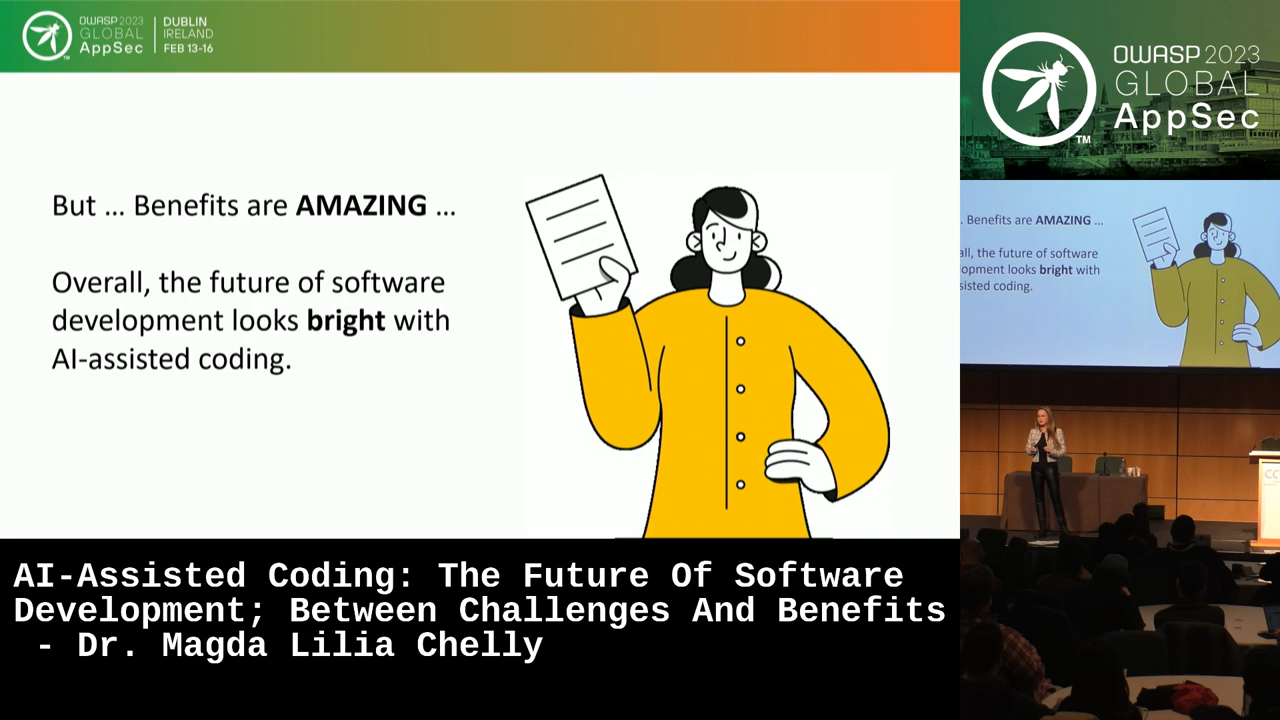 OWASP 2023
GLOBAL
AppSec
DUBLIN
IRELAND
FEB 13-16
TM
But ... Benefits are AMAZING ...
Overall, the future of software
development looks bright with
AI-assisted coding.
AI-Assisted Coding: The Future Of Software
Development; Between Challenges And Benefits
- Dr. Magda Lilia Chelly
OWASP 2023
GLOBAL
AppSec
TM
. Benefits are AMAZING ...
all, the future of software
opment looks bright with
sisted coding.